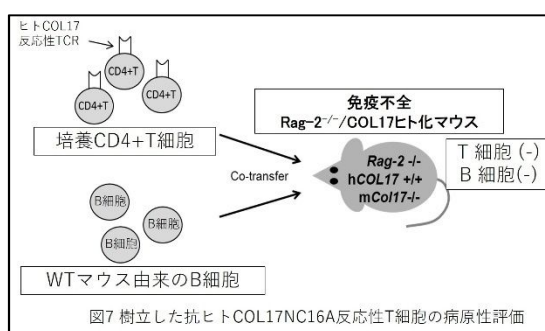 ヒトCOL17
反応性TCR
CD4+T
CD4+T
CD4+T
培養CD4+T細胞
免疫不全
Rag-2-/-/COL17ヒト化マウス
T 細胞 (-)
B 細胞(-)
Rag-2 -/-
hCOL17 +/+
mCol17-/-
Co-transfer
B細胞
B細胞
B細胞
WTマウス由来のB細胞
図7 樹立した抗ヒトCOL17NC16A反応性T細胞の病原性評価